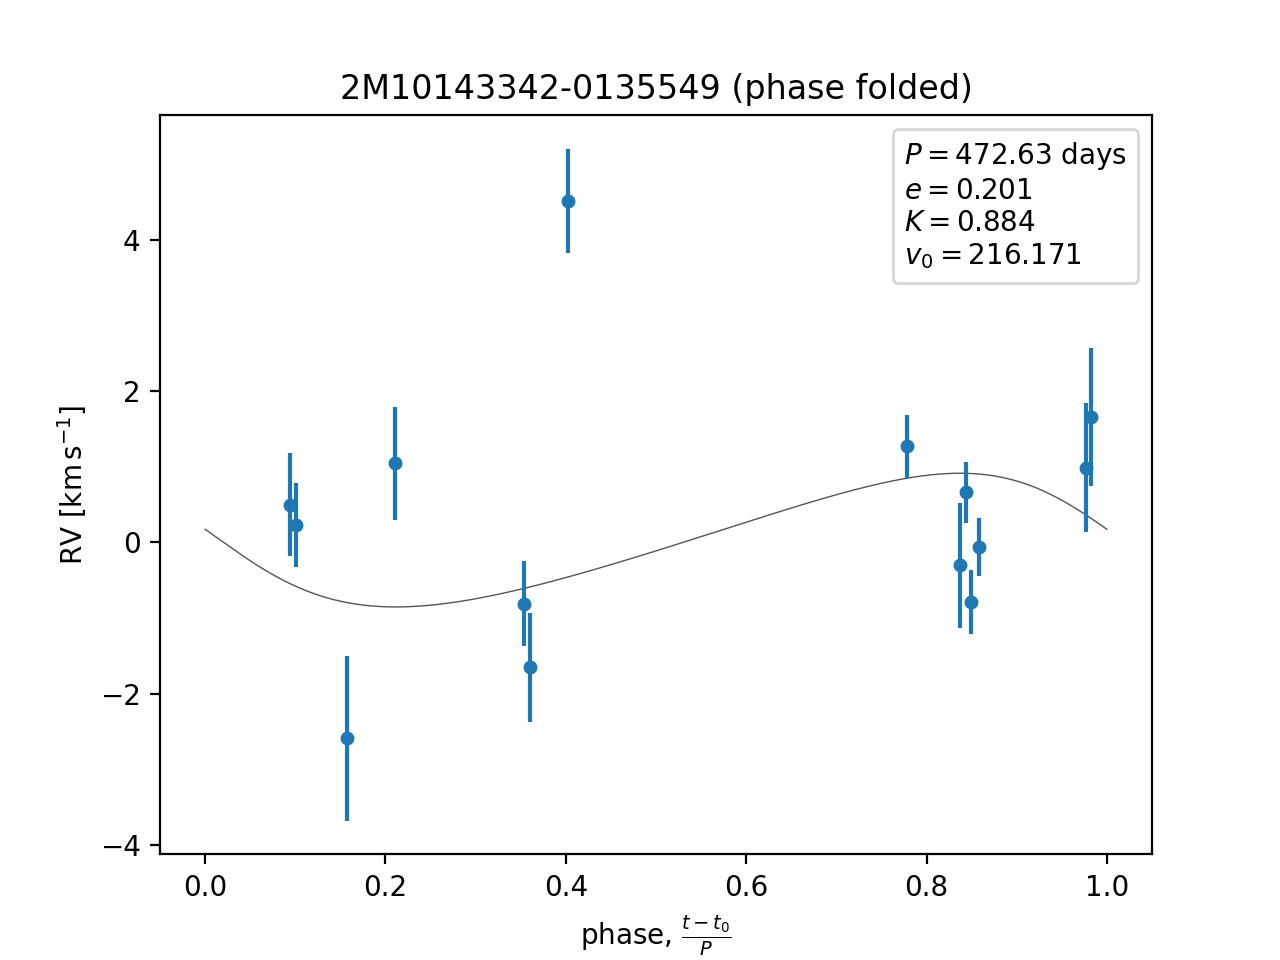 2M10143342-0135549 (phase folded)
P = 472.63 days
e = 0.201
K = 0.884
v₀ = 216.171
4
2
0
−2
−4
RV [km s⁻¹]
0.0 0.2 0.4 0.6 0.8 1.0
phase, (t − t₀)/P